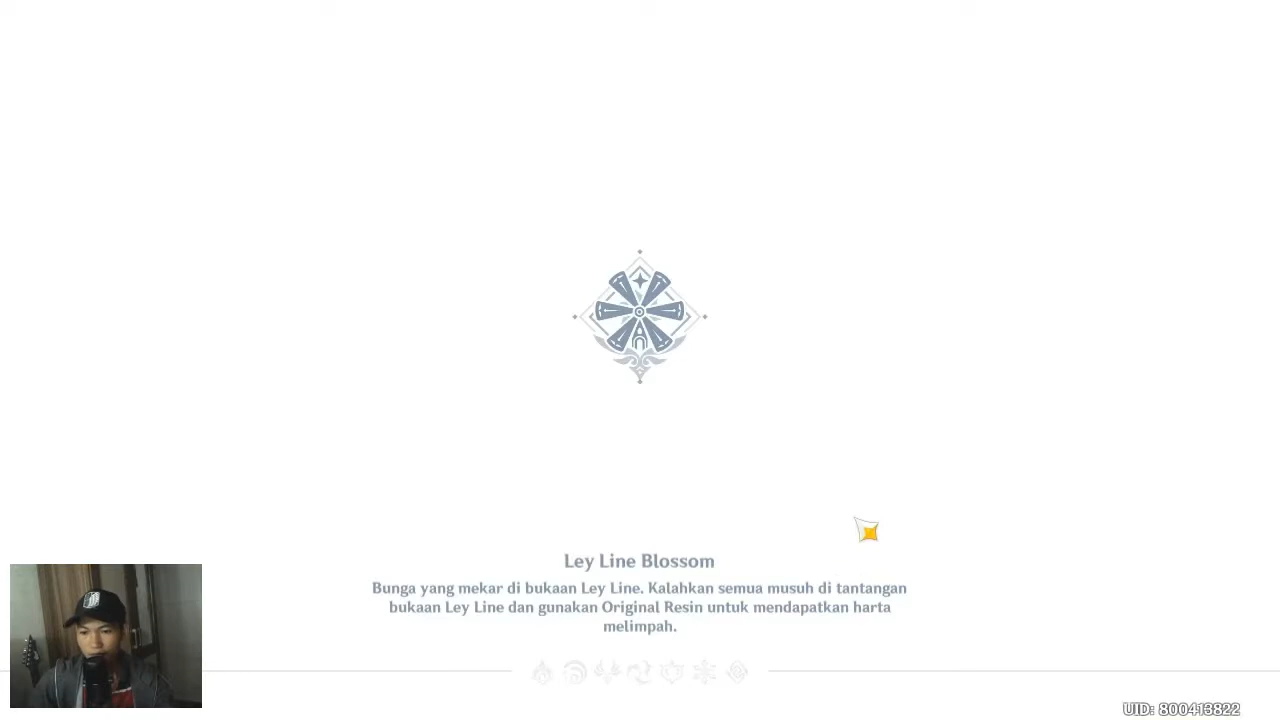 Ley Line Blossom
Bunga yang mekar di bukaan Ley Line. Kalahkan semua musuh di tantangan
bukaan Ley Line dan gunakan Original Resin untuk mendapatkan harta
melimpah.
UID: 800413822